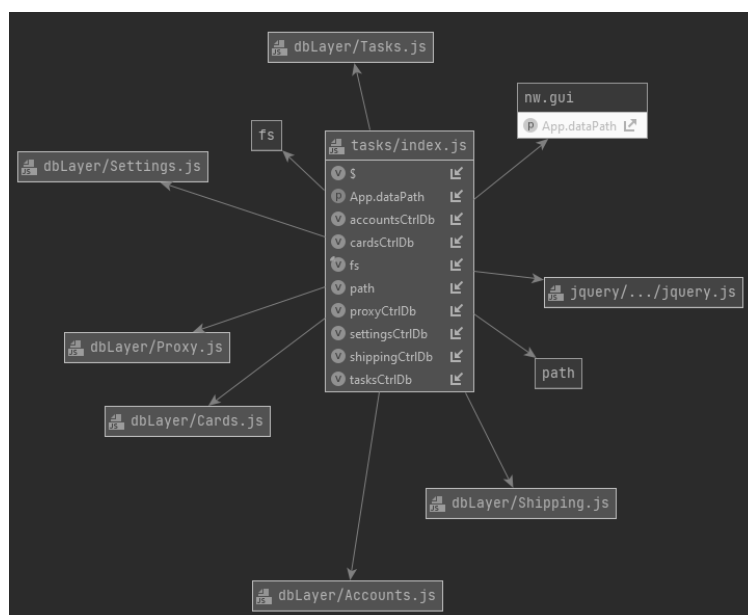 dbLayer/Tasks.js
nw.gui
App.dataPath
fs
tasks/index.js
$
App.dataPath
accountsCtrlDb
cardsCtrlDb
fs
path
proxyCtrlDb
settingsCtrlDb
shippingCtrlDb
tasksCtrlDb
dbLayer/Settings.js
jquery/.../jquery.js
dbLayer/Proxy.js
path
dbLayer/Cards.js
dbLayer/Shipping.js
dbLayer/Accounts.js